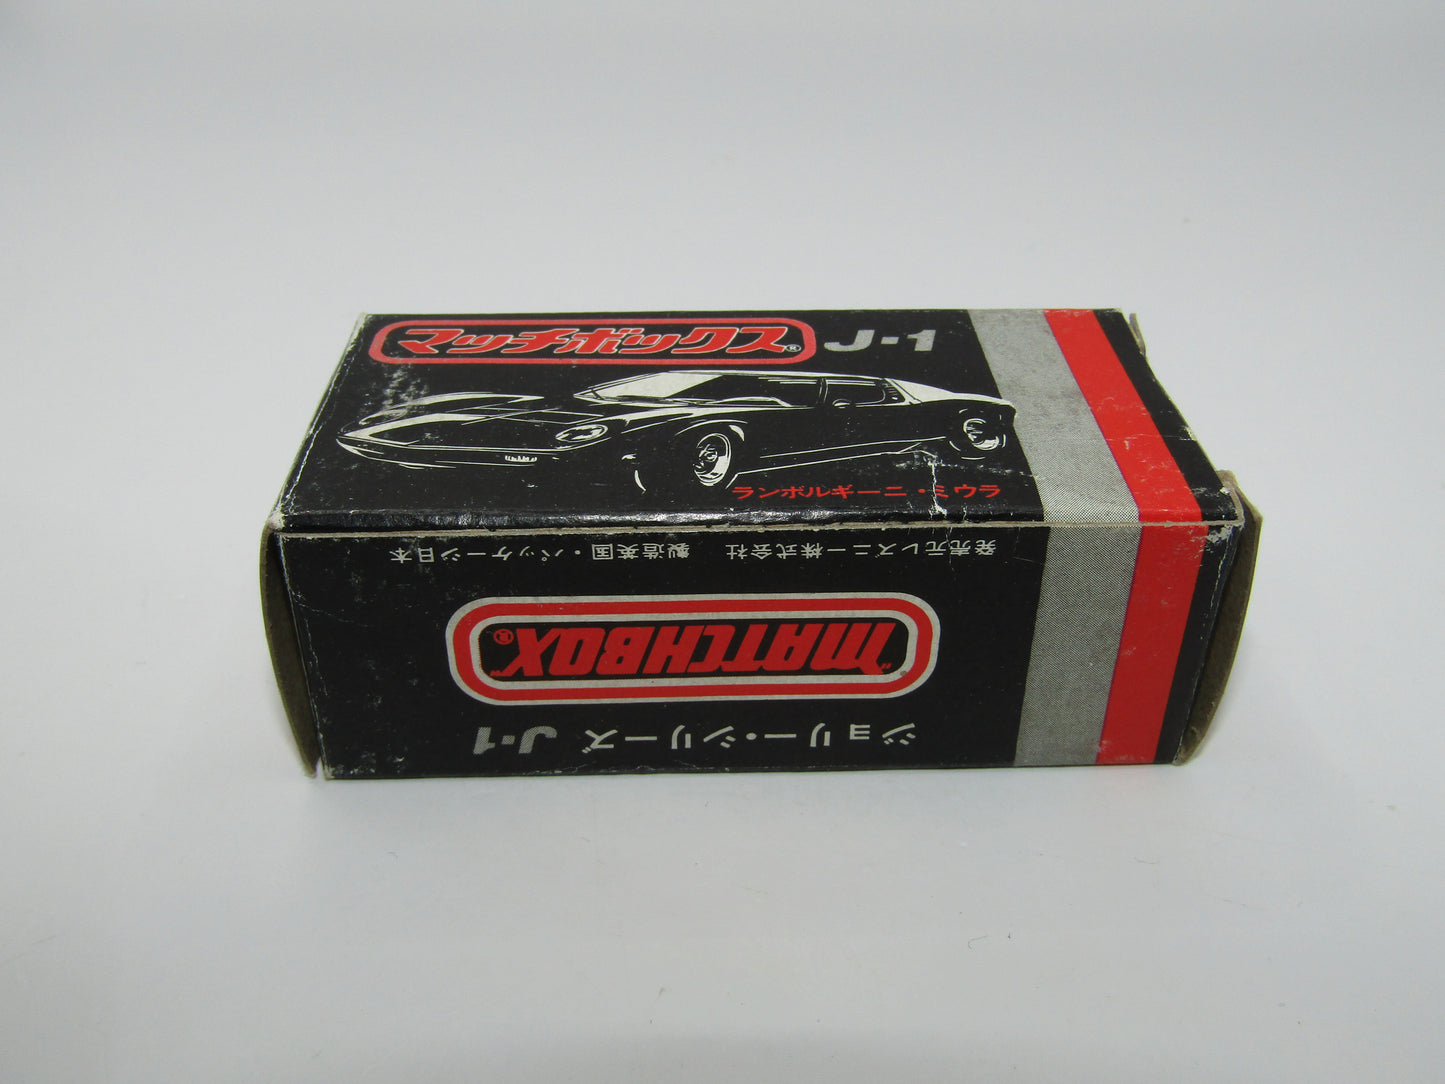 マッチボックス® J-1
ランボルギーニ・ミウラ
ジョリー・シリーズ J-1
"MATCHBOX"®
発売元レズニー株式会社 製造英国・パッケージ日本